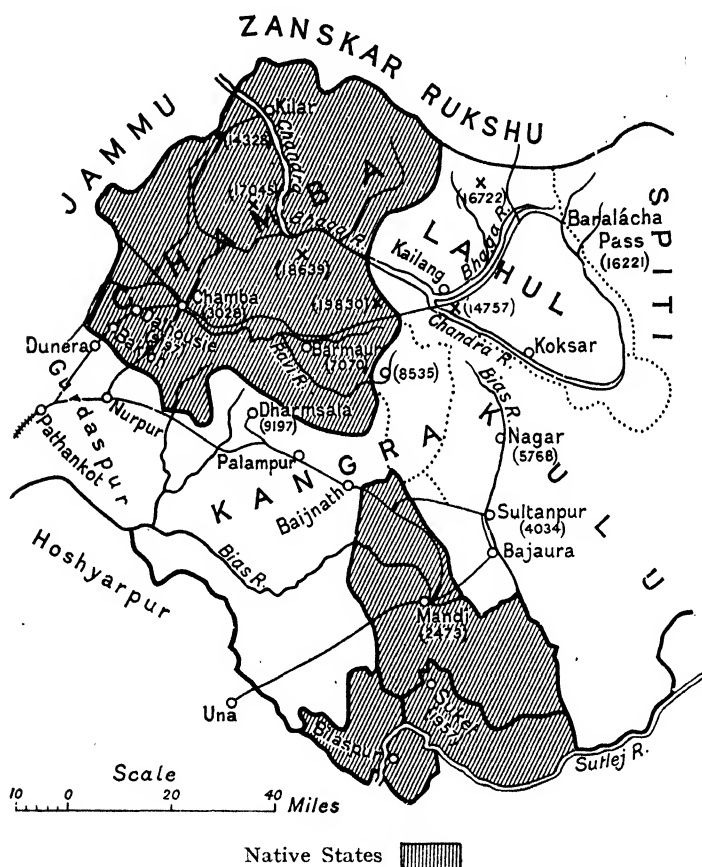 ZANSKAR RUKSHU
JAMMU
Kilar
(14328)
Chandra
(17045)
Bhaga R.
CHAMBA
(16722)
Bhaga R.
LAHUL
SPITI
Baralácha
Pass
(16221)
Kailang
(18639)
(19830)
(14757)
Chandra R.
Koksar
Chamba
(3028)
Dalhousie
Dunera
Barmaur
(7070)
Ravi R.
(8535)
Bias R.
Nurpur
Gurdaspur
Pathankot
Dharmsala
(9197)
Palampur
KANGRA
Baijnath
KULU
Nagar
(5768)
Sultanpur
(4034)
Bajaura
Bias R.
Hoshyarpur
Mandi
(2473)
Una
Suket
Bilaspur
Sutlej R.
Scale
10 0 20 40
Miles
Native States